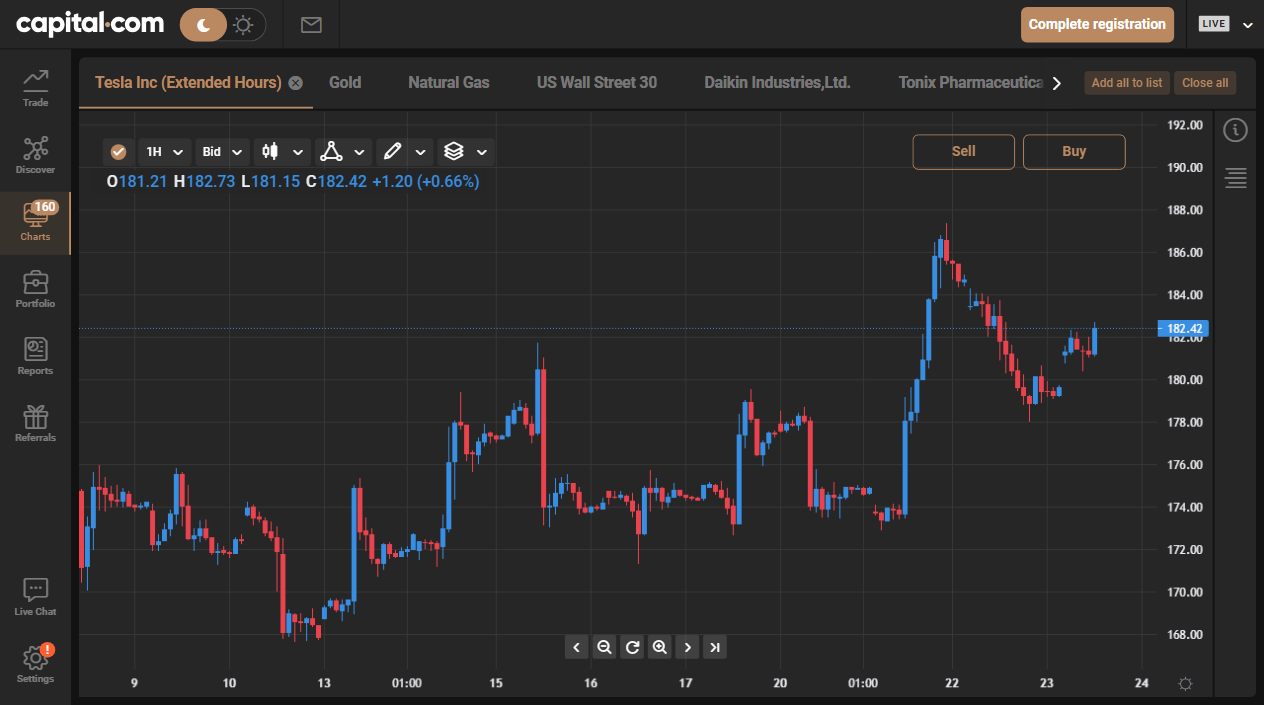 capital.com
Complete registration
LIVE
Trade
Discover
160
Charts
Portfolio
Reports
Referrals
Live Chat
!
Settings
Tesla Inc (Extended Hours) Gold Natural Gas US Wall Street 30 Daikin Industries,Ltd. Tonix Pharmaceutica
Add all to list Close all
1H Bid
Sell Buy
O181.21 H182.73 L181.15 C182.42 +1.20 (+0.66%)
192.00
190.00
188.00
186.00
184.00
182.42
182.00
180.00
178.00
176.00
174.00
172.00
170.00
168.00
9 10 13 01:00 15 16 17 20 01:00 22 23 24